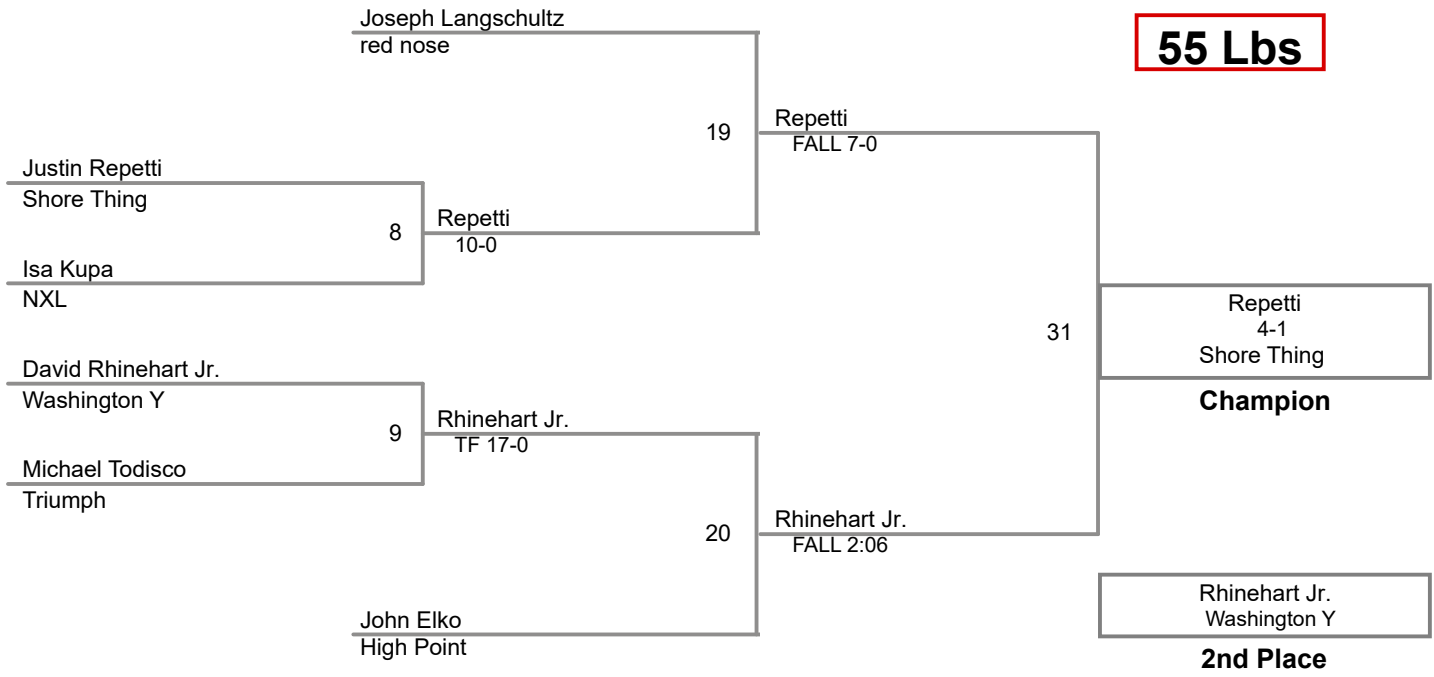 Joseph Langschultz
red nose
55 Lbs
19
Repetti
FALL 7-0
Justin Repetti
Shore Thing
8
Repetti
10-0
Isa Kupa
NXL
31
Repetti
4-1
Shore Thing
Champion
David Rhinehart Jr.
Washington Y
9
Rhinehart Jr.
TF 17-0
Michael Todisco
Triumph
20
Rhinehart Jr.
FALL 2:06
John Elko
High Point
Rhinehart Jr.
Washington Y
2nd Place